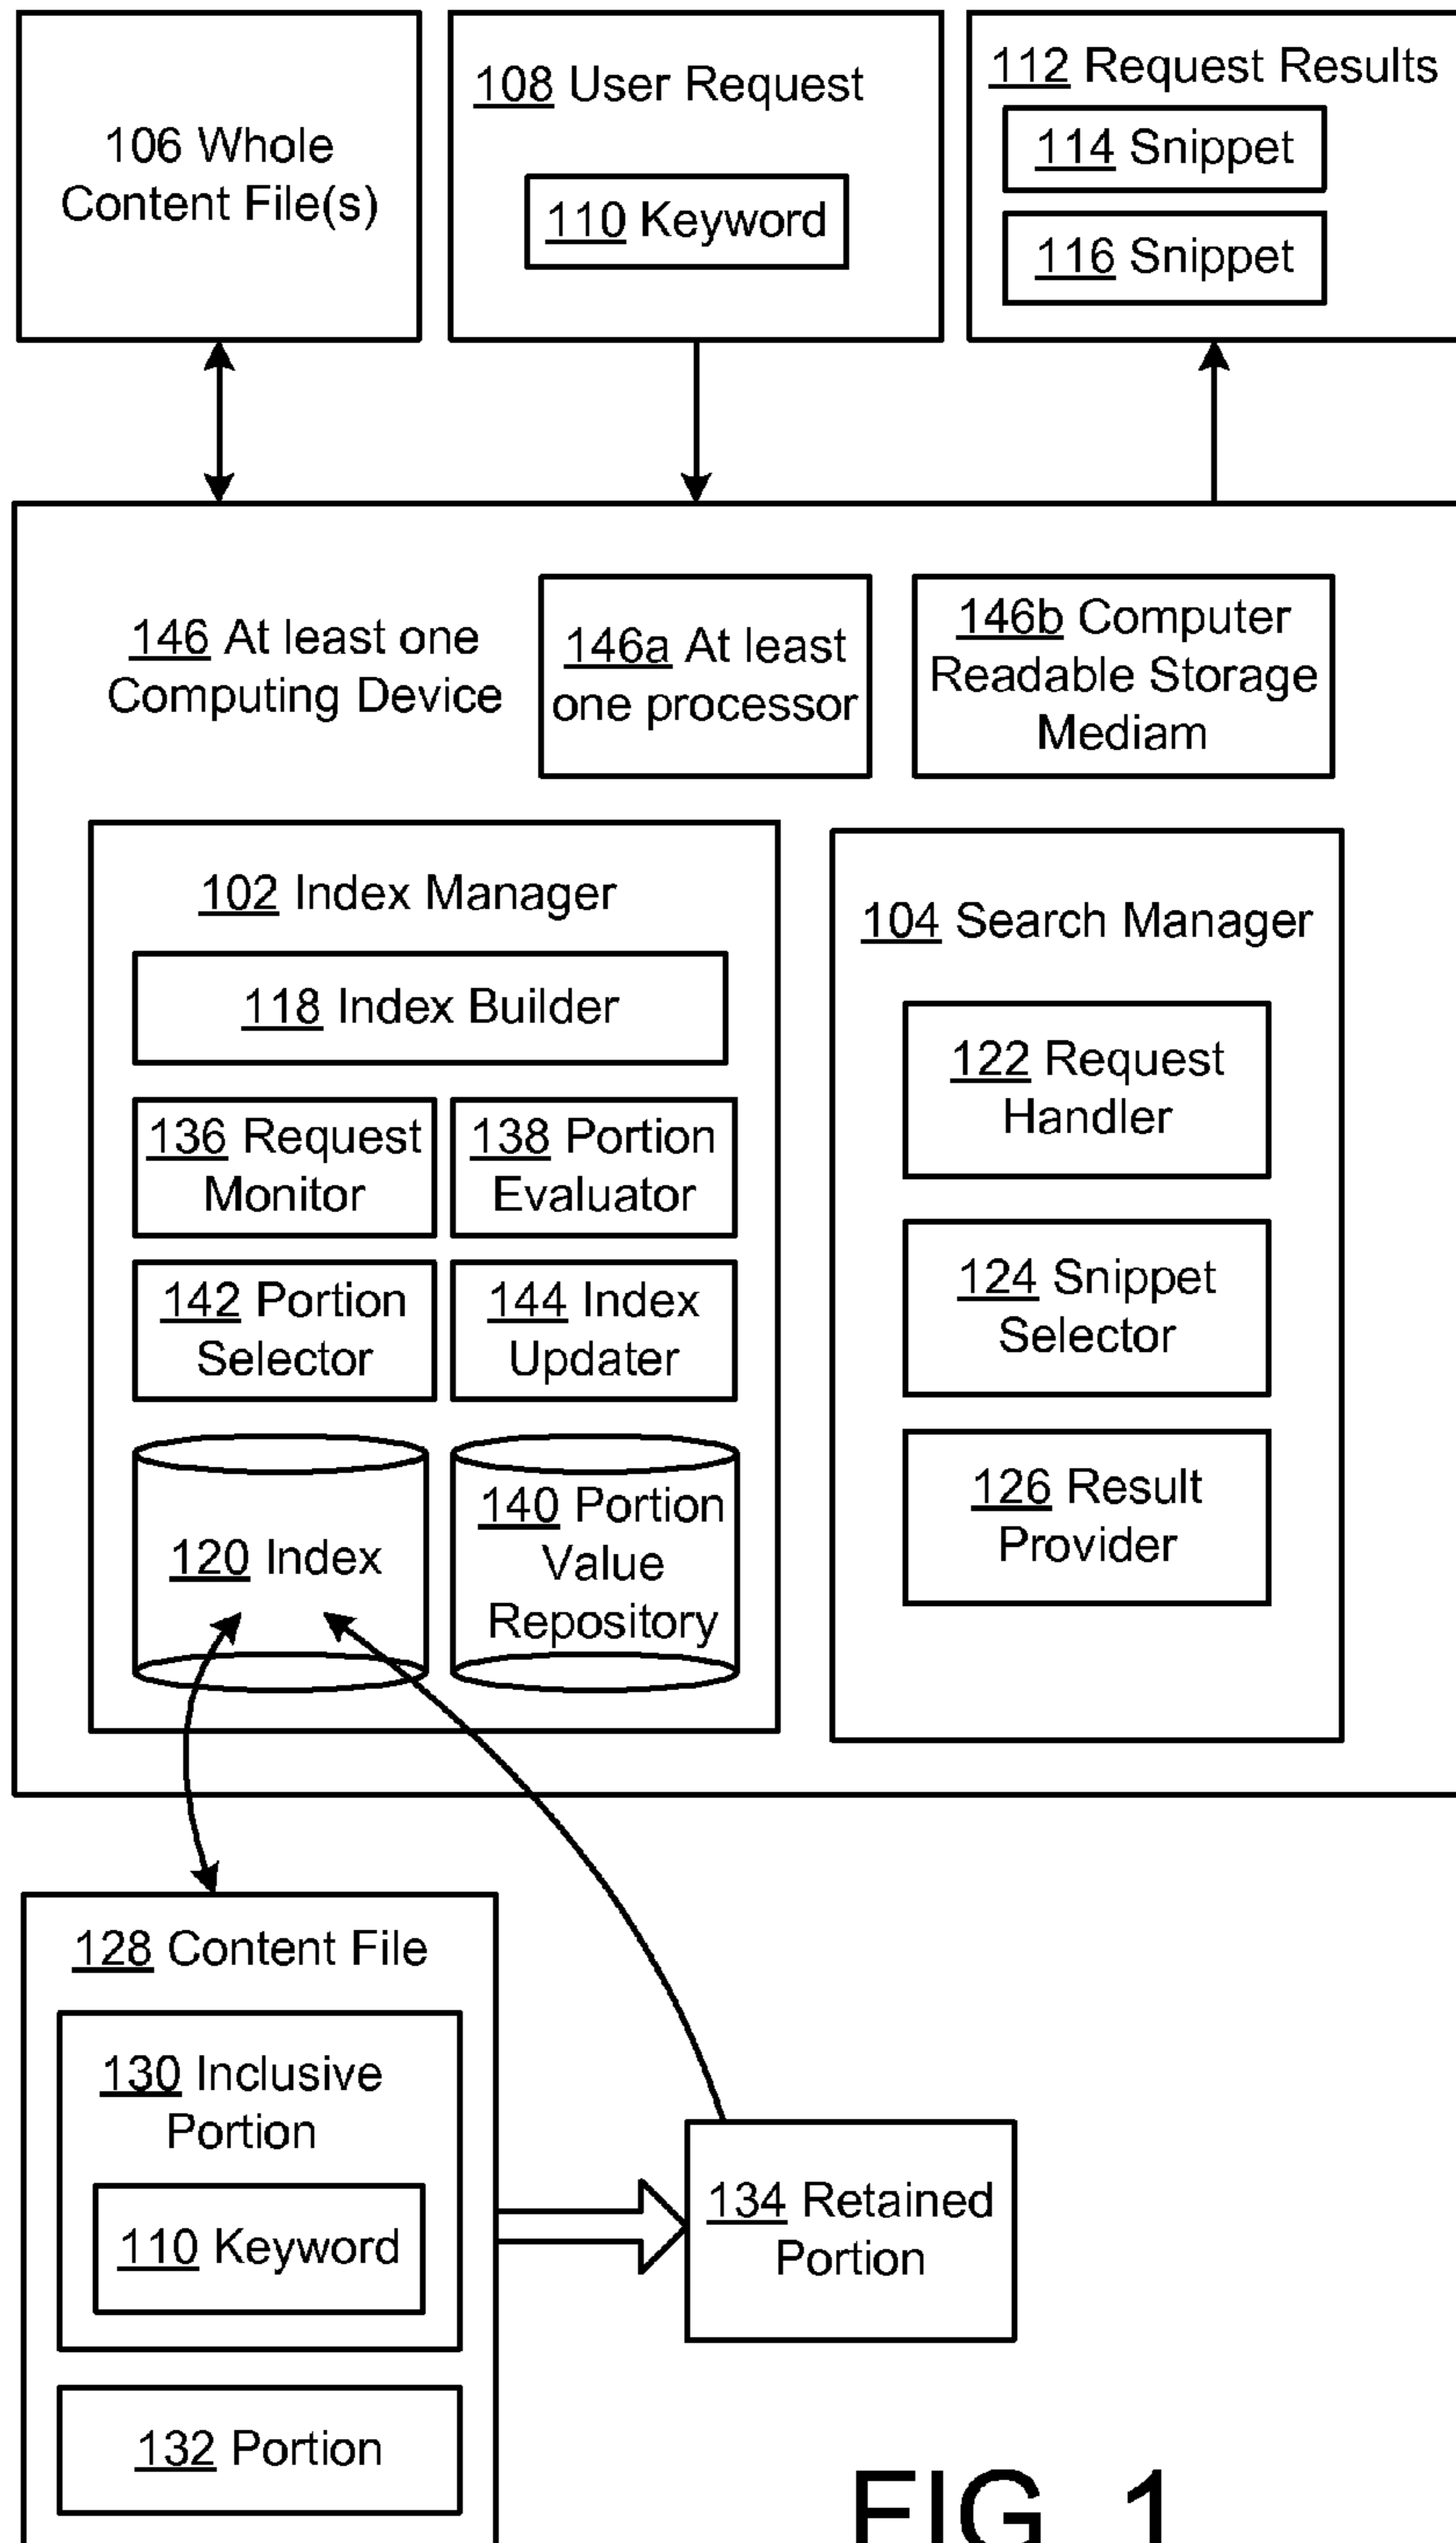 106 Whole
Content File(s)
108 User Request
110 Keyword
112 Request Results
114 Snippet
116 Snippet
146 At least one
Computing Device
146a At least
one processor
146b Computer
Readable Storage
Mediam
102 Index Manager
118 Index Builder
136 Request
Monitor
138 Portion
Evaluator
142 Portion
Selector
144 Index
Updater
120 Index
140 Portion
Value
Repository
104 Search Manager
122 Request
Handler
124 Snippet
Selector
126 Result
Provider
128 Content File
130 Inclusive
Portion
110 Keyword
132 Portion
134 Retained
Portion
FIG. 1